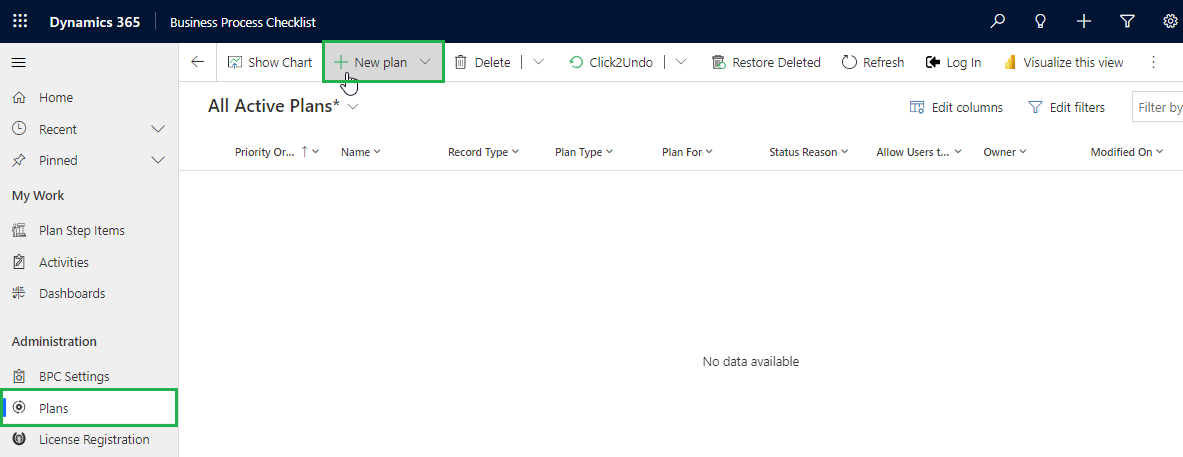 Dynamics 365 Business Process Checklist
Show Chart New plan Delete Click2Undo Restore Deleted Refresh Log In Visualize this view
Home
Recent
Pinned
My Work
Plan Step Items
Activities
Dashboards
Administration
BPC Settings
Plans
License Registration
All Active Plans*
Edit columns Edit filters Filter by
Priority Or... Name Record Type Plan Type Plan For Status Reason Allow Users t... Owner Modified On
No data available